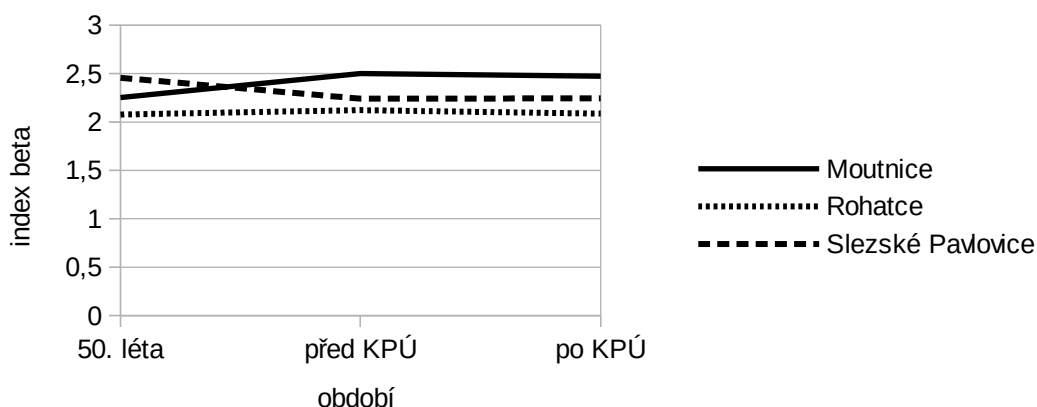 3
2,5
2
1,5
1
0,5
0
index beta
50. léta
před KPÚ
po KPÚ
období
Moutnice
Rohatce
Slezské Pavlovice